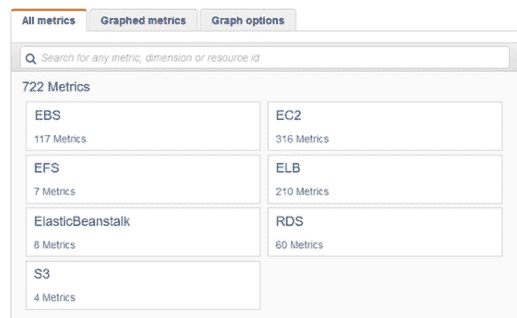 All metrics
Graphed metrics
Graph options
Search for any metric, dimension or resource id
722 Metrics
EBS
117 Metrics
EC2
316 Metrics
EFS
7 Metrics
ELB
210 Metrics
ElasticBeanstalk
8 Metrics
RDS
60 Metrics
S3
4 Metrics